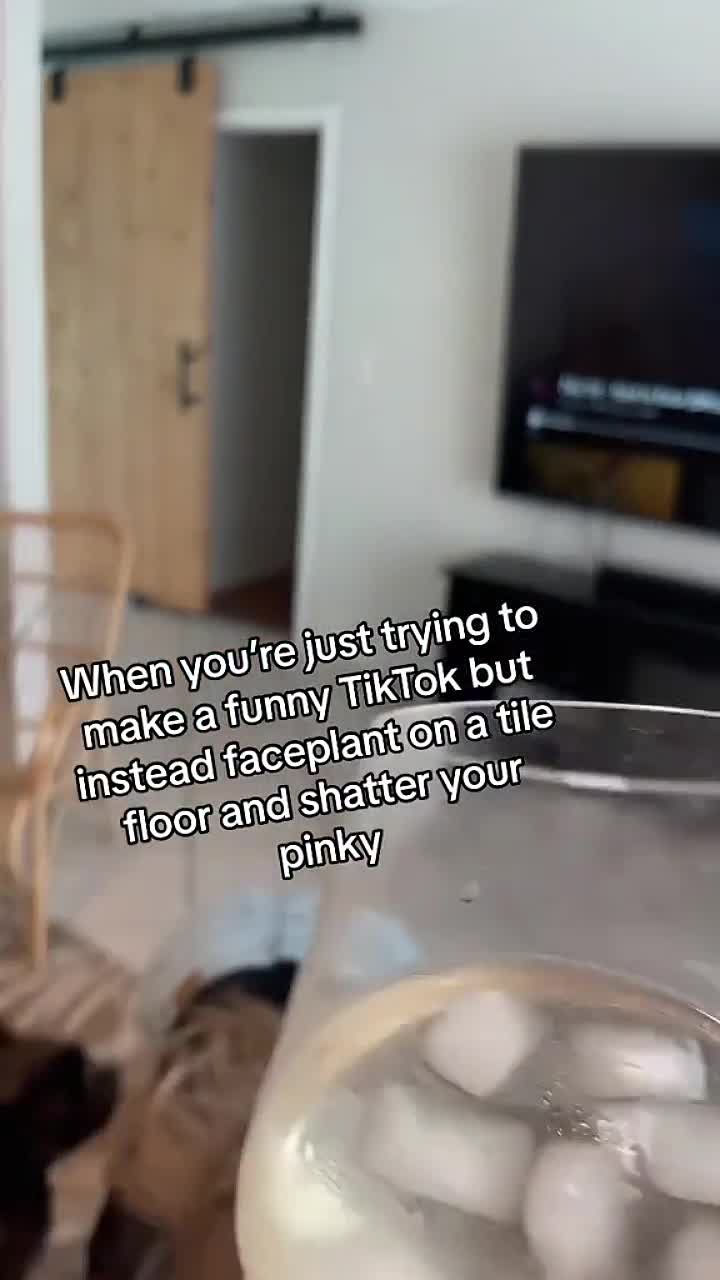 When you're just trying to
make a funny TikTok but
instead faceplant on a tile
floor and shatter your
pinky